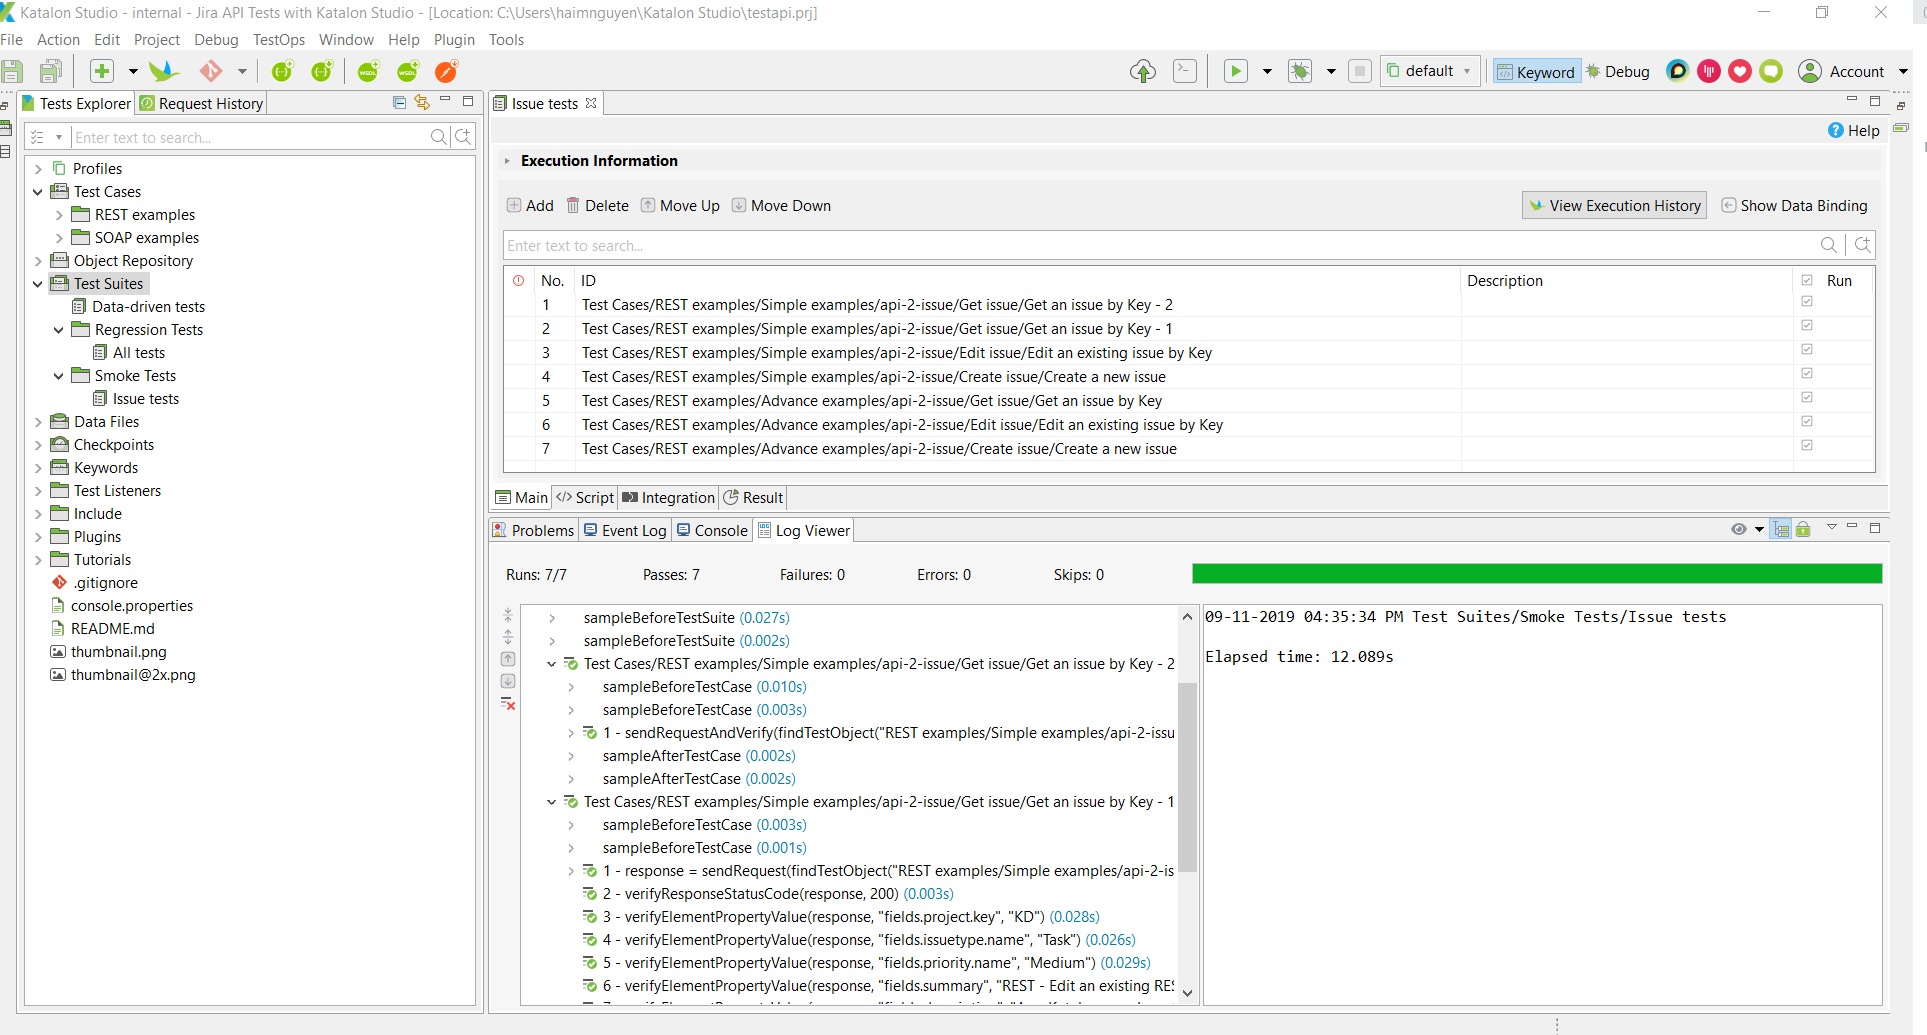 Katalon Studio - internal - Jira API Tests with Katalon Studio - [Location: C:\Users\haimnguyen\Katalon Studio\testapi.prj]
File Action Edit Project Debug TestOps Window Help Plugin Tools
default Keyword Debug Account
Tests Explorer Request History
Enter text to search...
Profiles
Test Cases
REST examples
SOAP examples
Object Repository
Test Suites
Data-driven tests
Regression Tests
All tests
Smoke Tests
Issue tests
Data Files
Checkpoints
Keywords
Test Listeners
Include
Plugins
Tutorials
.gitignore
console.properties
README.md
thumbnail.png
thumbnail@2x.png
Issue tests
Help
Execution Information
Add Delete Move Up Move Down View Execution History Show Data Binding
Enter text to search...
No. ID Description Run
1 Test Cases/REST examples/Simple examples/api-2-issue/Get issue/Get an issue by Key - 2
2 Test Cases/REST examples/Simple examples/api-2-issue/Get issue/Get an issue by Key - 1
3 Test Cases/REST examples/Simple examples/api-2-issue/Edit issue/Edit an existing issue by Key
4 Test Cases/REST examples/Simple examples/api-2-issue/Create issue/Create a new issue
5 Test Cases/REST examples/Advance examples/api-2-issue/Get issue/Get an issue by Key
6 Test Cases/REST examples/Advance examples/api-2-issue/Edit issue/Edit an existing issue by Key
7 Test Cases/REST examples/Advance examples/api-2-issue/Create issue/Create a new issue
Main Script Integration Result
Problems Event Log Console Log Viewer
Runs: 7/7 Passes: 7 Failures: 0 Errors: 0 Skips: 0
sampleBeforeTestSuite (0.027s)
sampleBeforeTestSuite (0.002s)
Test Cases/REST examples/Simple examples/api-2-issue/Get issue/Get an issue by Key - 2
sampleBeforeTestCase (0.010s)
sampleBeforeTestCase (0.003s)
1 - sendRequestAndVerify(findTestObject("REST examples/Simple examples/api-2-issu
sampleAfterTestCase (0.002s)
sampleAfterTestCase (0.002s)
Test Cases/REST examples/Simple examples/api-2-issue/Get issue/Get an issue by Key - 1
sampleBeforeTestCase (0.003s)
sampleBeforeTestCase (0.001s)
1 - response = sendRequest(findTestObject("REST examples/Simple examples/api-2-is
2 - verifyResponseStatusCode(response, 200) (0.003s)
3 - verifyElementPropertyValue(response, "fields.project.key", "KD") (0.028s)
4 - verifyElementPropertyValue(response, "fields.issuetype.name", "Task") (0.026s)
5 - verifyElementPropertyValue(response, "fields.priority.name", "Medium") (0.029s)
6 - verifyElementPropertyValue(response, "fields.summary", "REST - Edit an existing RE
09-11-2019 04:35:34 PM Test Suites/Smoke Tests/Issue tests
Elapsed time: 12.089s